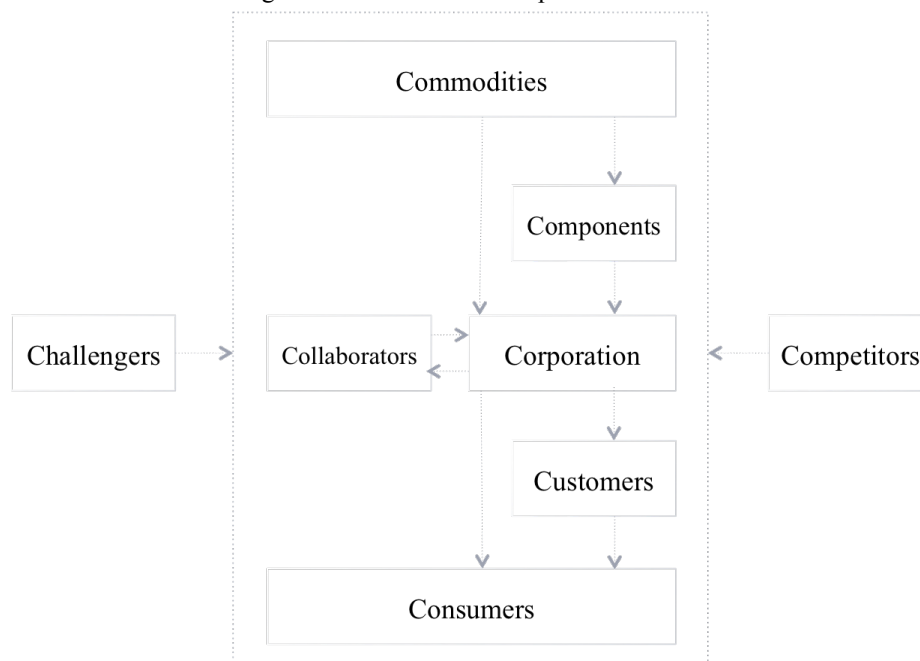 Commodities
Components
Challengers
Collaborators
Corporation
Competitors
Customers
Consumers